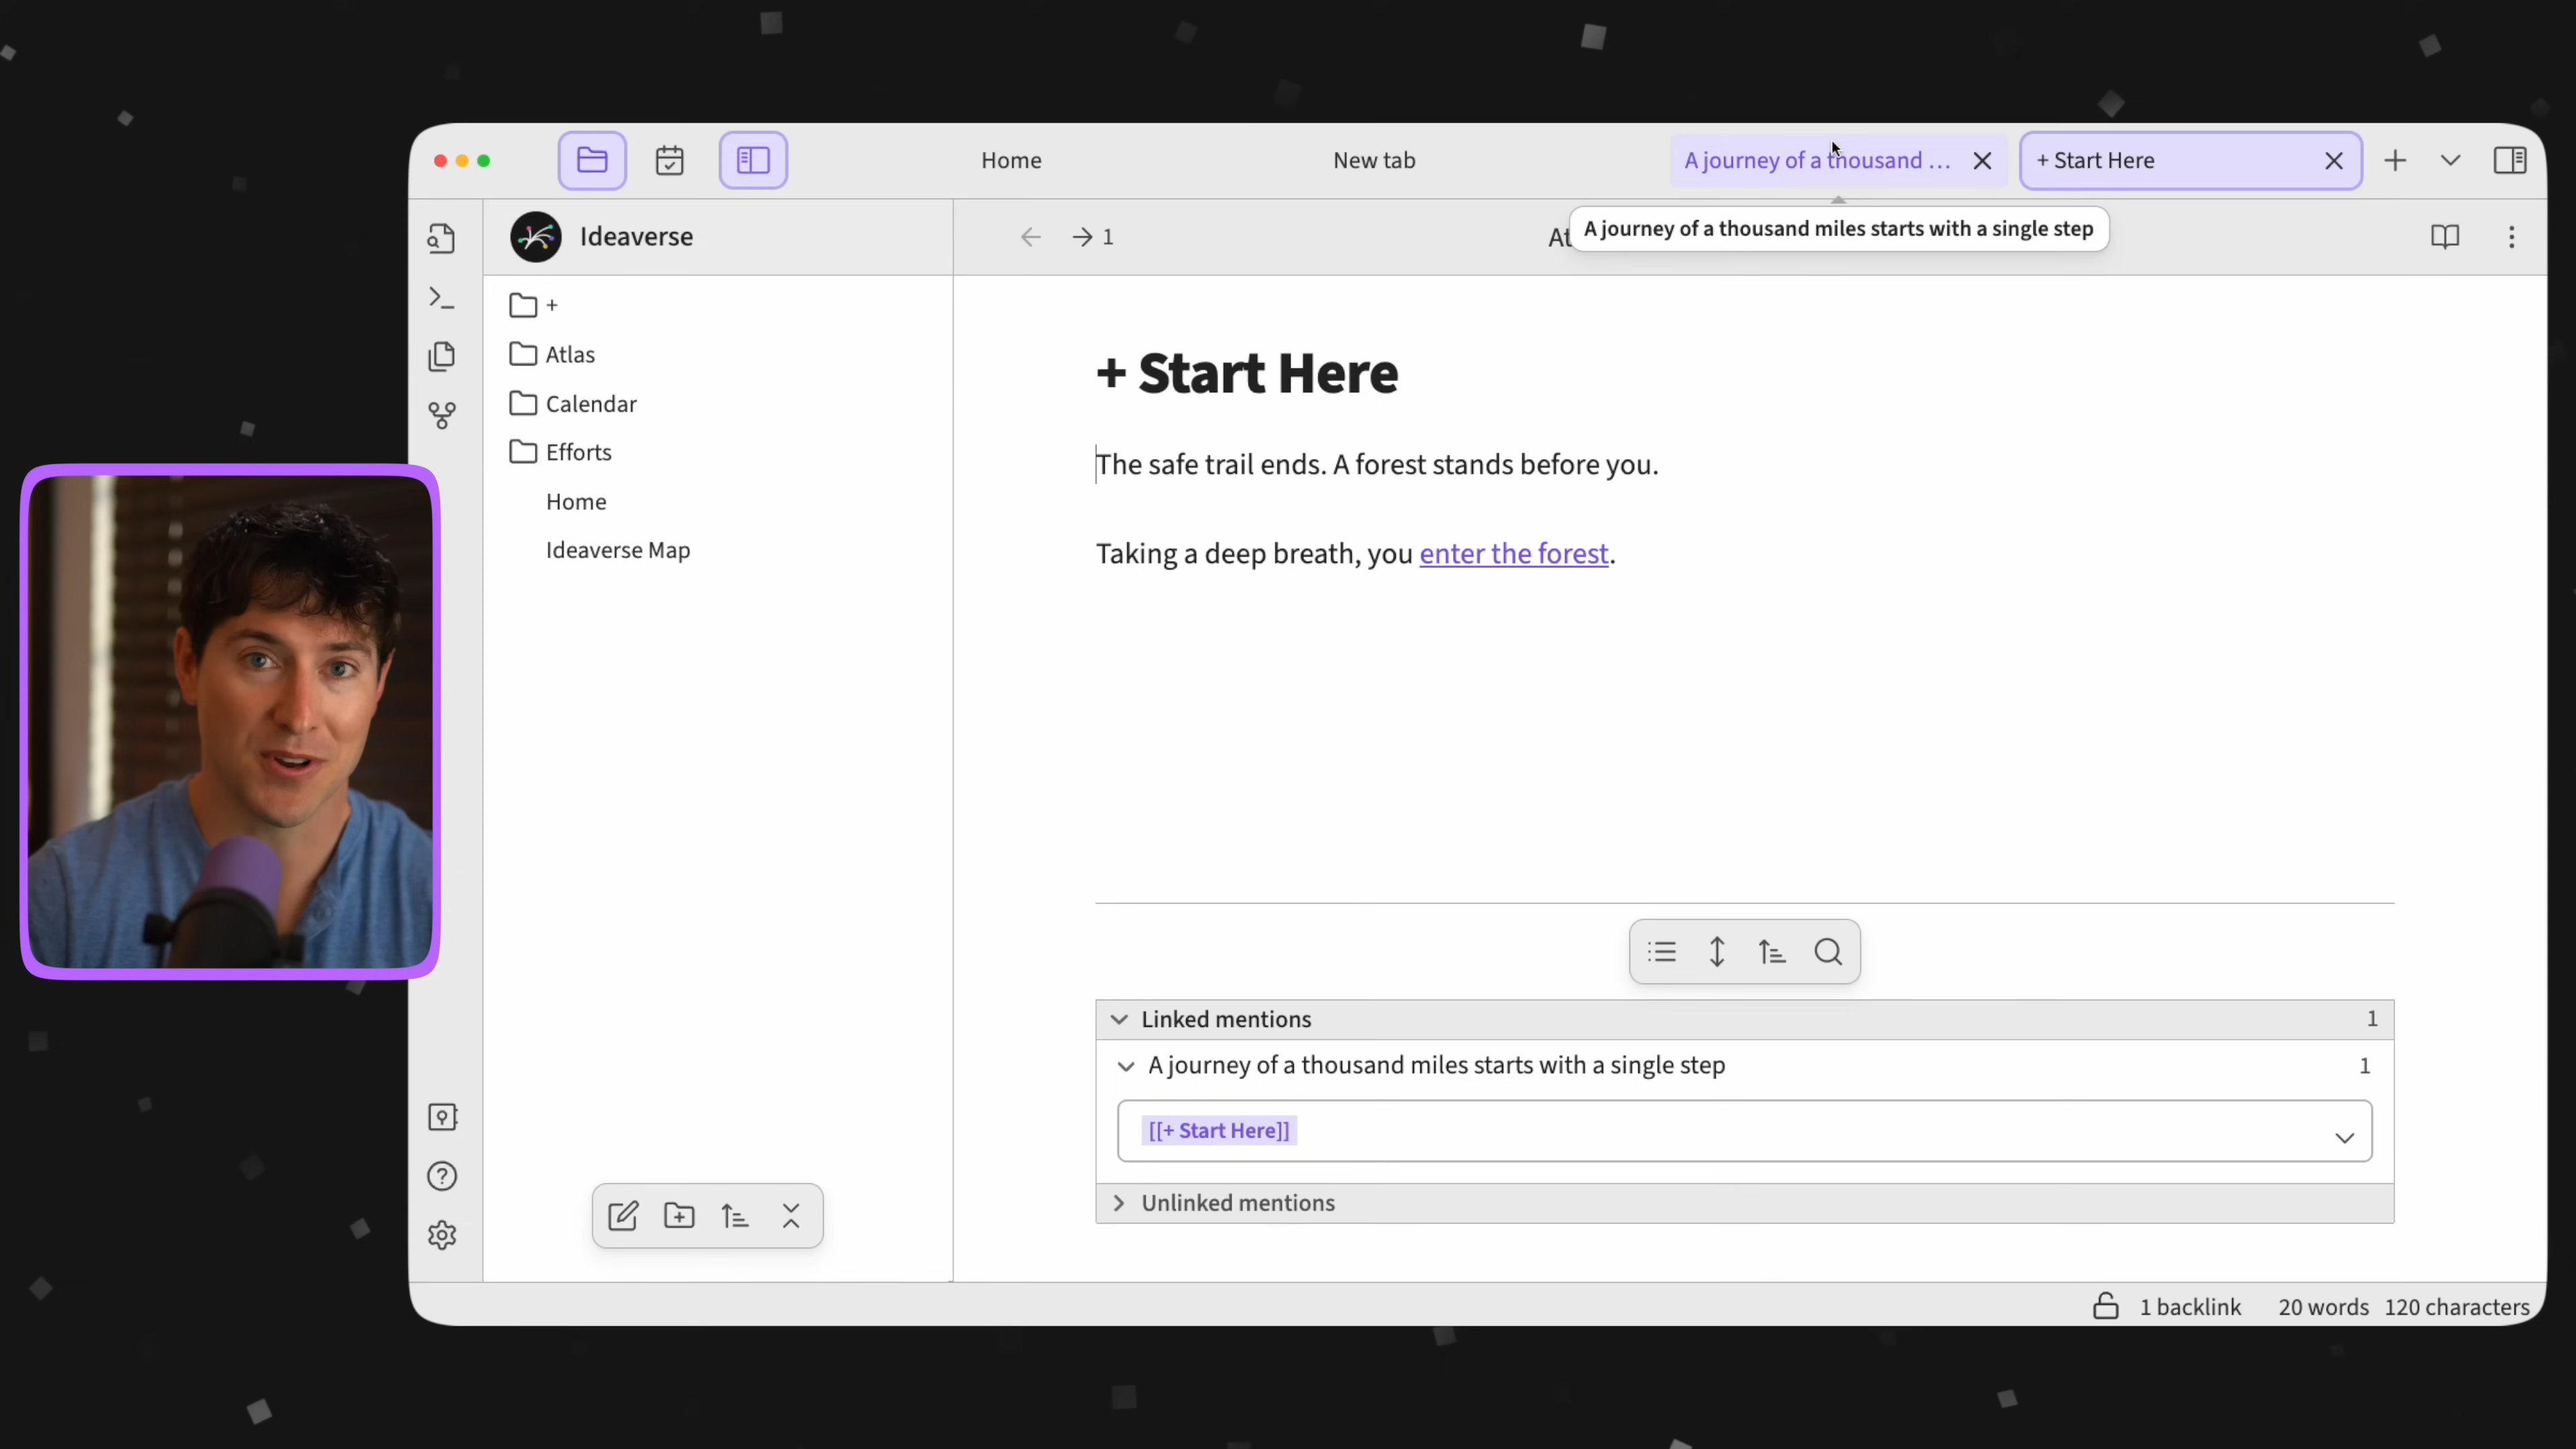 Home
New tab
A journey of a thousand …
+ Start Here
Ideaverse
1
At
A journey of a thousand miles starts with a single step
+
Atlas
Calendar
Efforts
Home
Ideaverse Map
+ Start Here
The safe trail ends. A forest stands before you.
Taking a deep breath, you enter the forest.
Linked mentions 1
A journey of a thousand miles starts with a single step 1
[[+ Start Here]]
Unlinked mentions
1 backlink 20 words 120 characters